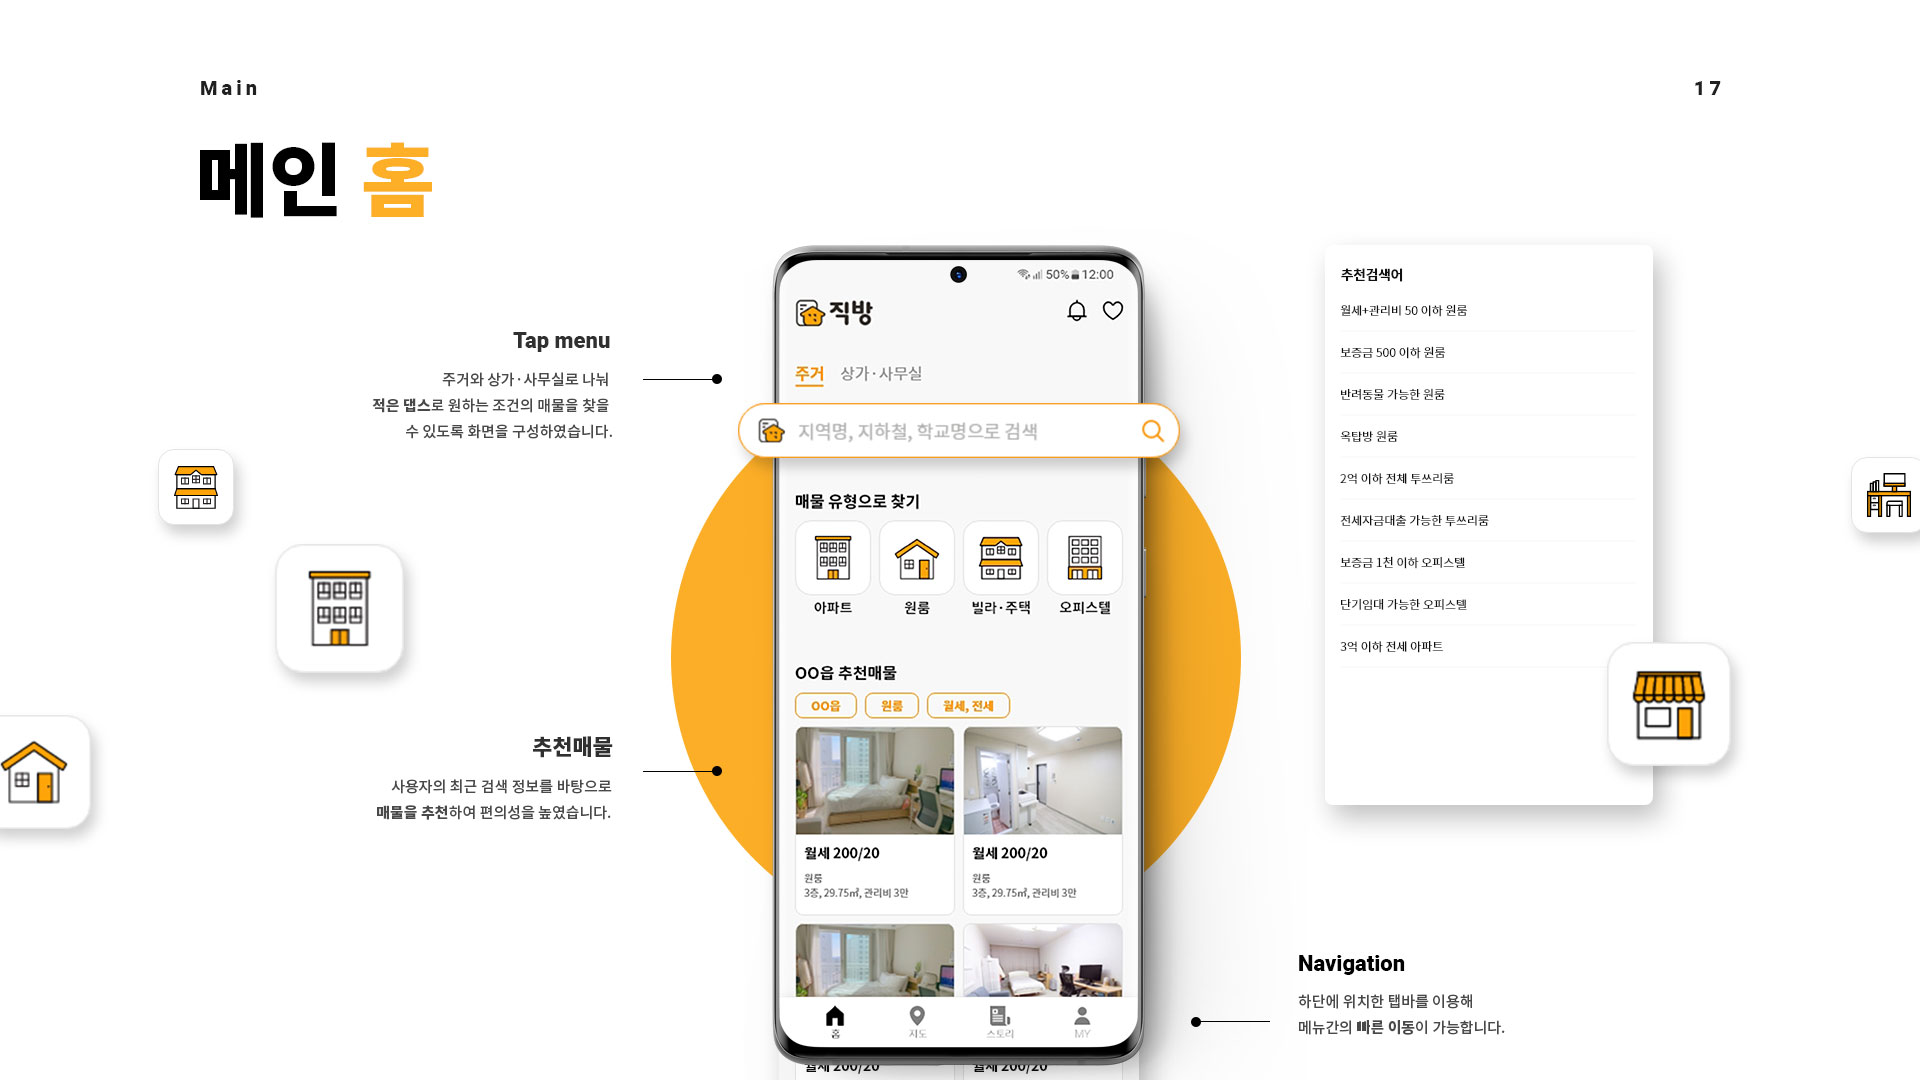 Main
17
메인 홈
Tap menu
주거와 상가·사무실로 나눠
적은 댑스로 원하는 조건의 매물을 찾을
수 있도록 화면을 구성하였습니다.
추천매물
사용자의 최근 검색 정보를 바탕으로
매물을 추천하여 편의성을 높였습니다.
50% 12:00
직방
주거 상가·사무실
지역명, 지하철, 학교명으로 검색
매물 유형으로 찾기
아파트 원룸 빌라·주택 오피스텔
OO읍 추천매물
OO읍 원룸 월세, 전세
월세 200/20
원룸
3층, 29.75㎡, 관리비 3만
월세 200/20
원룸
3층, 29.75㎡, 관리비 3만
홈 지도 스토리 MY
월세 200/20 월세 200/20
추천검색어
월세+관리비 50 이하 원룸
보증금 500 이하 원룸
반려동물 가능한 원룸
옥탑방 원룸
2억 이하 전체 투쓰리룸
전세자금대출 가능한 투쓰리룸
보증금 1천 이하 오피스텔
단기임대 가능한 오피스텔
3억 이하 전세 아파트
Navigation
하단에 위치한 탭바를 이용해
메뉴간의 빠른 이동이 가능합니다.